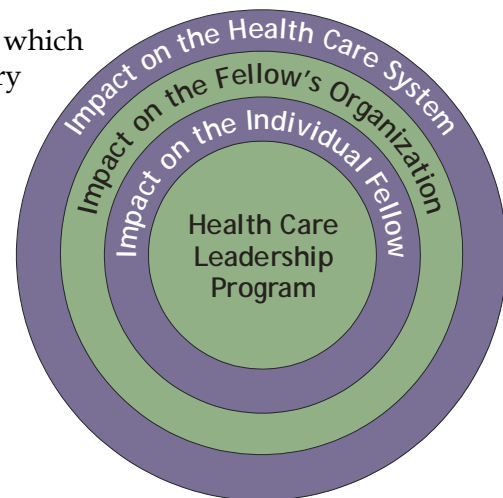 which
ry
Impact on the Health Care System
Impact on the Fellow's Organization
Impact on the Individual Fellow
Health Care
Leadership
Program